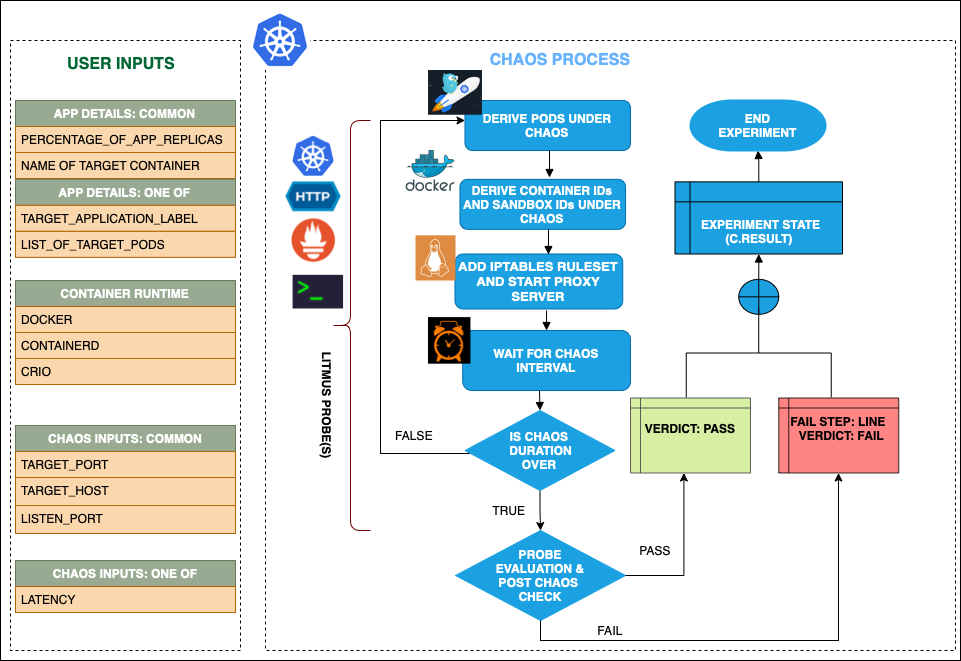 USER INPUTS
APP DETAILS: COMMON
PERCENTAGE_OF_APP_REPLICAS
NAME OF TARGET CONTAINER
APP DETAILS: ONE OF
TARGET_APPLICATION_LABEL
LIST_OF_TARGET_PODS
CONTAINER RUNTIME
DOCKER
CONTAINERD
CRIO
CHAOS INPUTS: COMMON
TARGET_PORT
TARGET_HOST
LISTEN_PORT
CHAOS INPUTS: ONE OF
LATENCY
CHAOS PROCESS
HTTP
>_
LITMUS PROBE(S)
DERIVE PODS UNDER
CHAOS
docker
DERIVE CONTAINER IDs
AND SANDBOX IDs UNDER
CHAOS
ADD IPTABLES RULESET
AND START PROXY
SERVER
WAIT FOR CHAOS
INTERVAL
IS CHAOS
DURATION
OVER
FALSE
TRUE
PROBE
EVALUATION &
POST CHAOS
CHECK
PASS
FAIL
VERDICT: PASS
FAIL STEP: LINE
VERDICT: FAIL
EXPERIMENT STATE
(C.RESULT)
END
EXPERIMENT